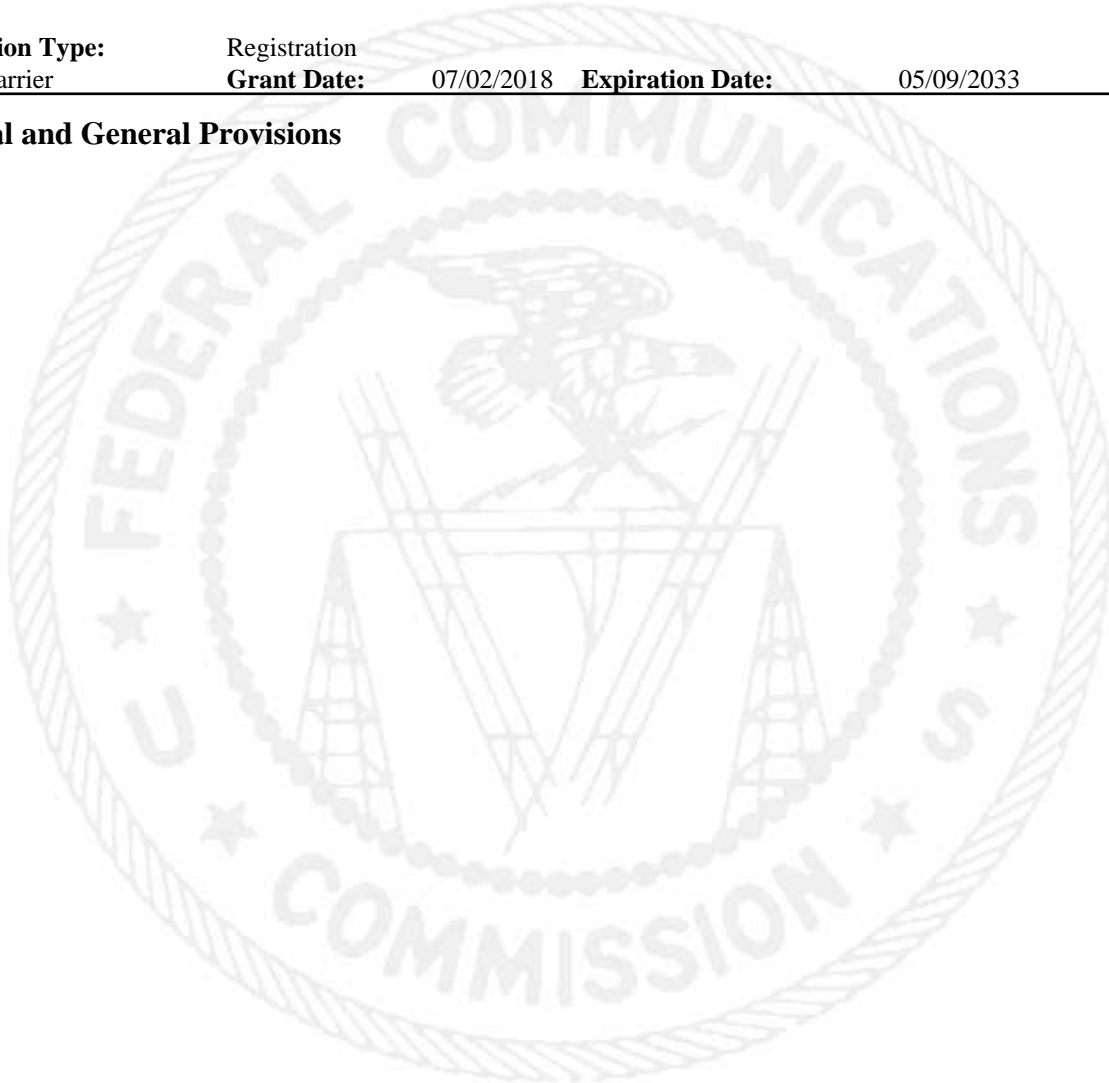 ion Type: Registration
arrier Grant Date: 07/02/2018 Expiration Date: 05/09/2033
al and General Provisions
FEDERAL COMMUNICATIONS
U S
COMMISSION